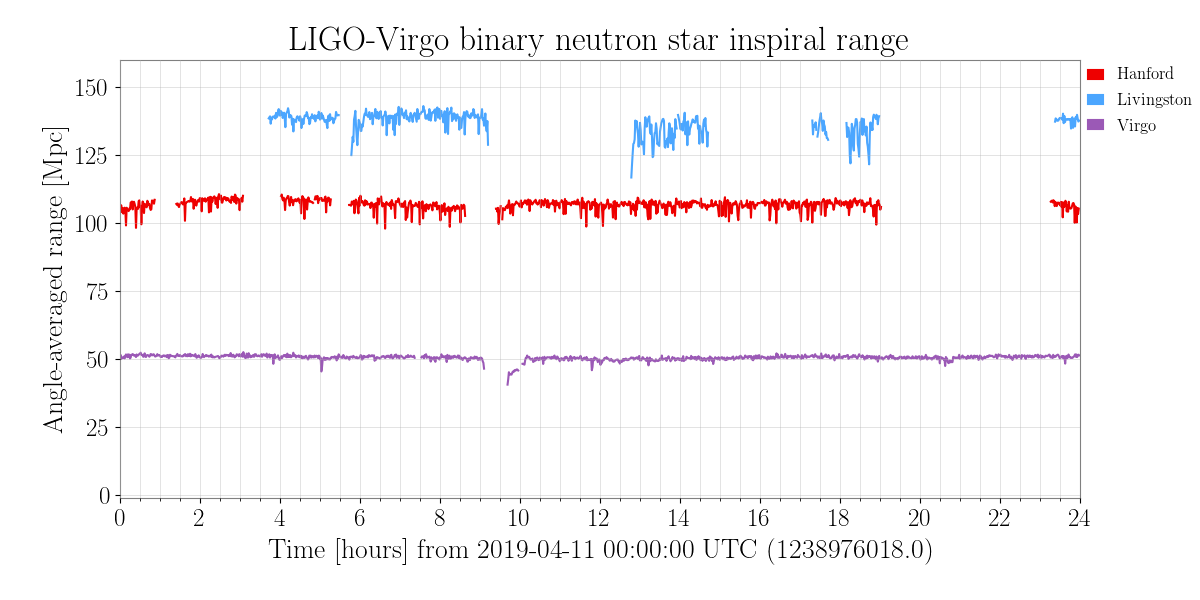 LIGO-Virgo binary neutron star inspiral range
Hanford
Livingston
Virgo
Angle-averaged range [Mpc]
150
125
100
75
50
25
0
0 2 4 6 8 10 12 14 16 18 20 22 24
Time [hours] from 2019-04-11 00:00:00 UTC (1238976018.0)